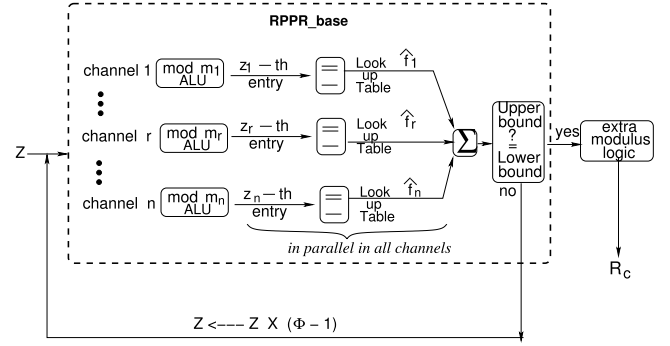 RPPR_base
channel 1 mod m1 ALU z1 – th entry Look up Table f̂1
channel r mod mr ALU zr – th entry Look up Table f̂r
Z
Σ
Upper bound ? = Lower bound
yes
extra modulus logic
channel n mod mn ALU zn – th entry Look up Table f̂n
no
in parallel in all channels
Rc
Z <--- Z X (Φ – 1)